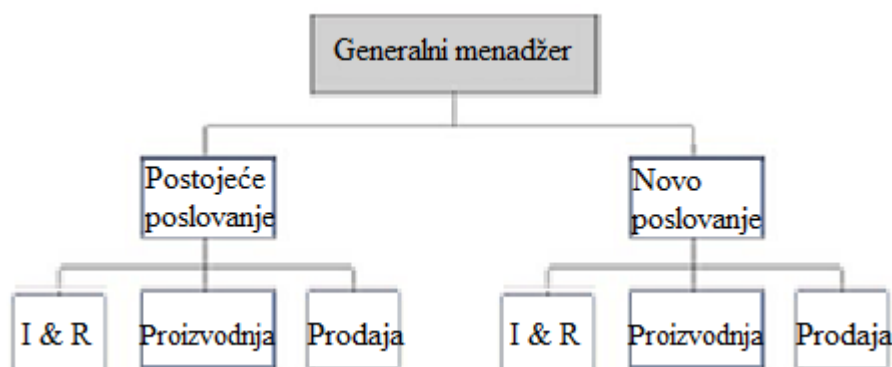 Generalni menadžer
Postojeće
poslovanje
Novo
poslovanje
I & R
Proizvodnja
Prodaja
I & R
Proizvodnja
Prodaja